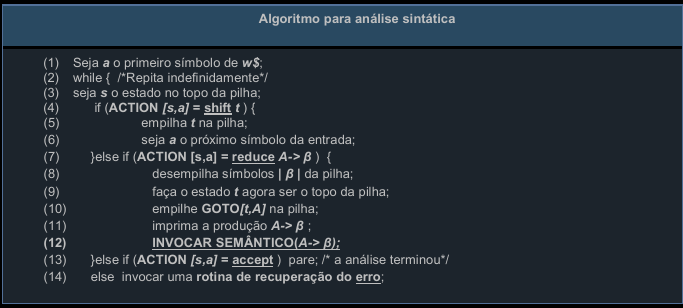 Algoritmo para análise sintática
(1) Seja a o primeiro símbolo de w$;
(2) while { /*Repita indefinidamente*/
(3) seja s o estado no topo da pilha;
(4) if (ACTION [s,a] = shift t ) {
(5) empilha t na pilha;
(6) seja a o próximo símbolo da entrada;
(7) }else if (ACTION [s,a] = reduce A-> β ) {
(8) desempilha símbolos | β | da pilha;
(9) faça o estado t agora ser o topo da pilha;
(10) empilhe GOTO[t,A] na pilha;
(11) imprima a produção A-> β ;
(12) INVOCAR SEMÂNTICO(A-> β);
(13) }else if (ACTION [s,a] = accept ) pare; /* a análise terminou*/
(14) else invocar uma rotina de recuperação do erro;